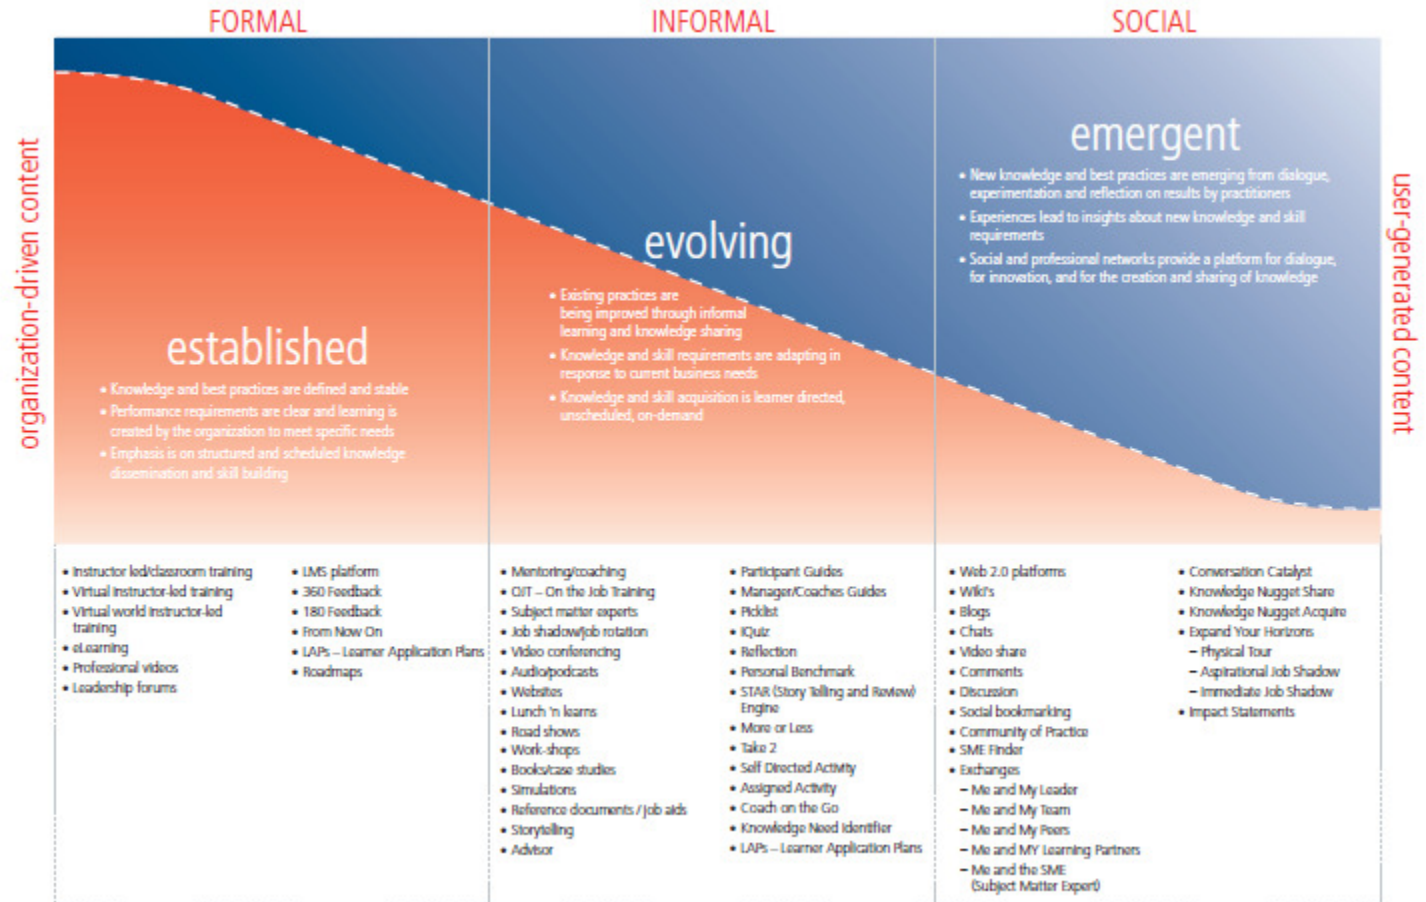 FORMAL
INFORMAL
SOCIAL
organization-driven content
user-generated content
established
• Knowledge and best practices are defined and stable
• Performance requirements are clear and learning is
created by the organization to meet specific needs
• Emphasis is on structured and scheduled knowledge
dissemination and skill building
evolving
• Existing practices are
being improved through informal
learning and knowledge sharing
• Knowledge and skill requirements are adapting in
response to current business needs
• Knowledge and skill acquisition is learner directed,
unscheduled, on-demand
emergent
• New knowledge and best practices are emerging from dialogue,
experimentation and reflection on results by practitioners
• Experiences lead to insights about new knowledge and skill
requirements
• Social and professional networks provide a platform for dialogue,
for innovation, and for the creation and sharing of knowledge
• Instructor led/classroom training
• Virtual instructor-led training
• Virtual world instructor-led
training
• eLearning
• Professional videos
• Leadership forums
• LMS platform
• 360 Feedback
• 180 Feedback
• From Now On
• LAPs – Learner Application Plans
• Roadmaps
• Mentoring/coaching
• OJT – On the Job Training
• Subject matter experts
• Job shadow/job rotation
• Video conferencing
• Audio/podcasts
• Websites
• Lunch 'n learns
• Road shows
• Work-shops
• Books/case studies
• Simulations
• Reference documents / job aids
• Storytelling
• Advisor
• Participant Guides
• Manager/Coaches Guides
• Picklist
• IQuiz
• Reflection
• Personal Benchmark
• STAR (Story Telling and Review)
Engine
• More or Less
• Take 2
• Self Directed Activity
• Assigned Activity
• Coach on the Go
• Knowledge Need Identifier
• LAPs – Learner Application Plans
• Web 2.0 platforms
• Wiki's
• Blogs
• Chats
• Video share
• Comments
• Discussion
• Social bookmarking
• Community of Practice
• SME Finder
• Exchanges
– Me and My Leader
– Me and My Team
– Me and My Peers
– Me and MY Learning Partners
– Me and the SME
(Subject Matter Expert)
• Conversation Catalyst
• Knowledge Nugget Share
• Knowledge Nugget Acquire
• Expand Your Horizons
– Physical Tour
– Aspirational Job Shadow
– Immediate Job Shadow
• Impact Statements